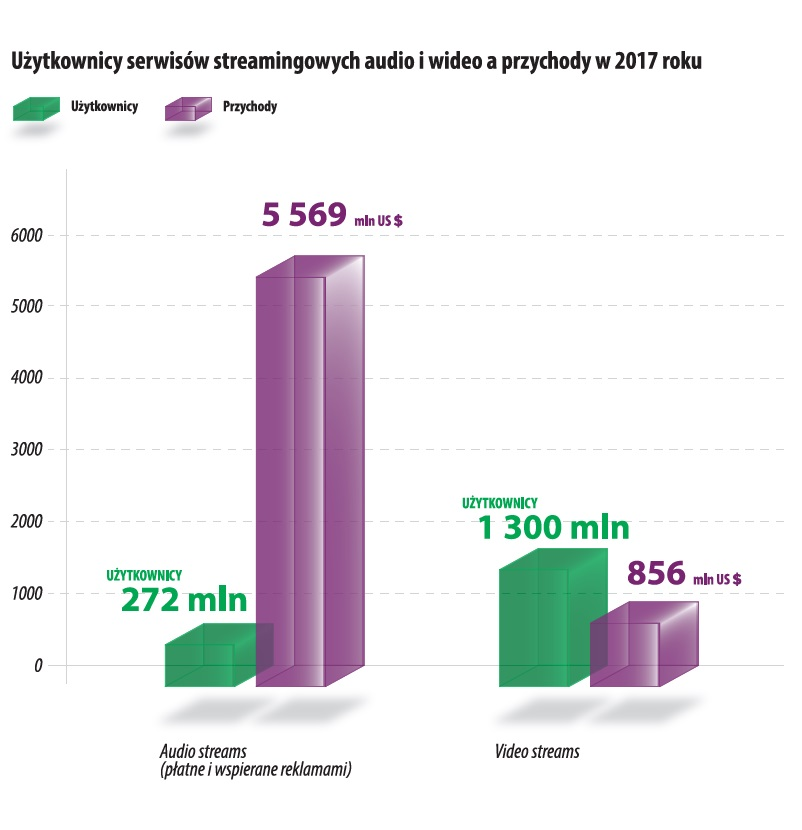 Użytkownicy serwisów streamingowych audio i wideo a przychody w 2017 roku
Użytkownicy
Przychody
5 569 mln US $
6000
5000
4000
3000
2000
1000
0
UŻYTKOWNICY
272 mln
UŻYTKOWNICY
1 300 mln
856 mln US $
Audio streams
(płatne i wspierane reklamami)
Video streams